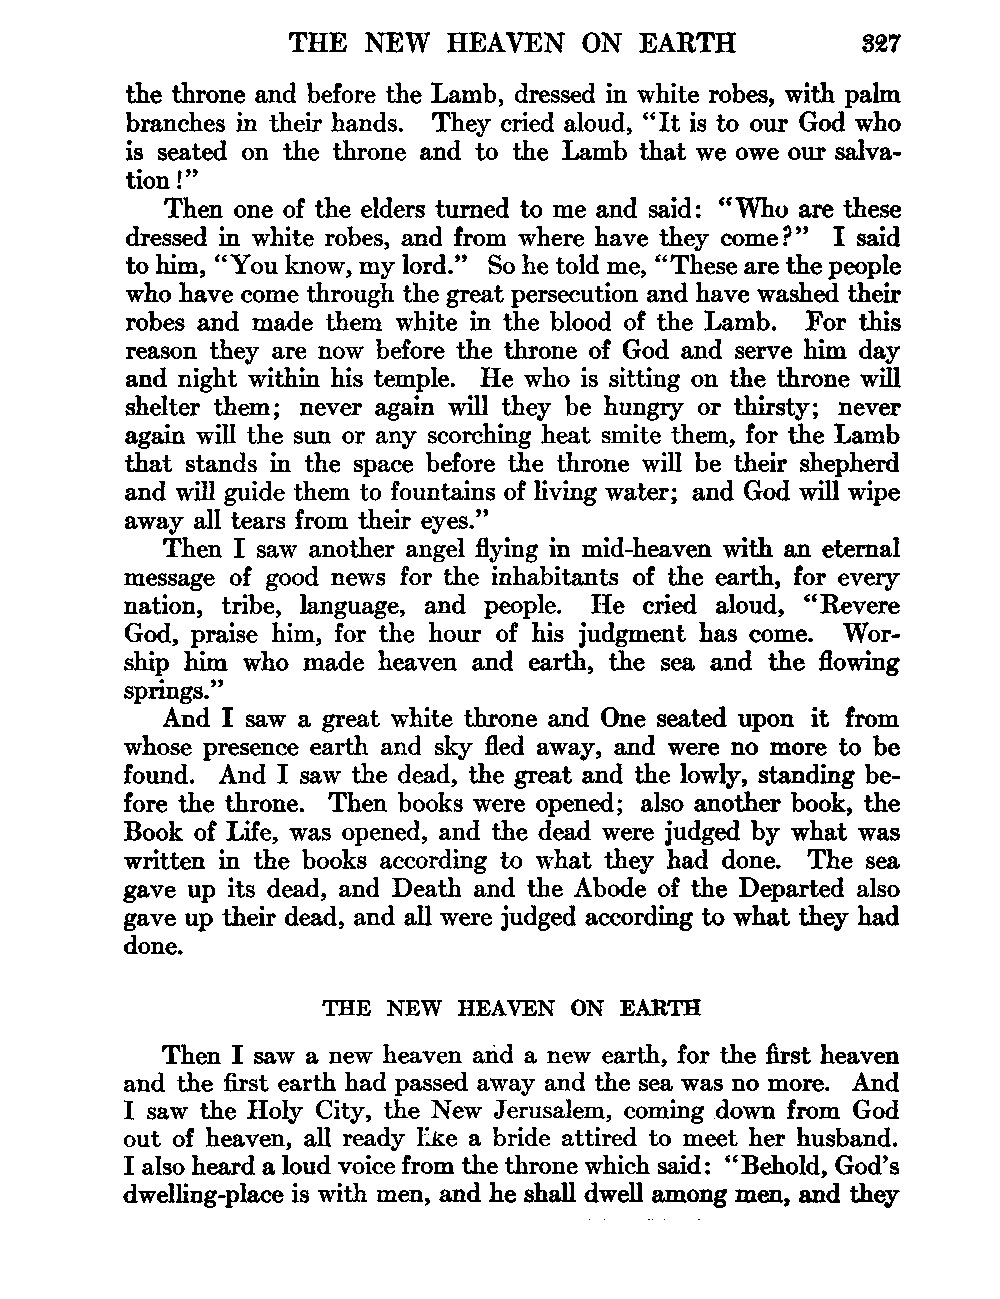 THE NEW HEAVEN ON EARTH 327
the throne and before the Lamb, dressed in white robes, with palm
branches in their hands. They cried aloud, “It is to our God who
is seated on the throne and to the Lamb that we owe our salva-
tion!”
Then one of the elders turned to me and said: “Who are these
dressed in white robes, and from where have they come?” I said
to him, “You know, my lord.” So he told me, “These are the people
who have come through the great persecution and have washed their
robes and made them white in the blood of the Lamb. For this
reason they are now before the throne of God and serve him day
and night within his temple. He who is sitting on the throne will
shelter them; never again will they be hungry or thirsty; never
again will the sun or any scorching heat smite them, for the Lamb
that stands in the space before the throne will be their shepherd
and will guide them to fountains of living water; and God will wipe
away all tears from their eyes.”
Then I saw another angel flying in mid-heaven with an eternal
message of good news for the inhabitants of the earth, for every
nation, tribe, language, and people. He cried aloud, “Revere
God, praise him, for the hour of his judgment has come. Wor-
ship him who made heaven and earth, the sea and the flowing
springs.”
And I saw a great white throne and One seated upon it from
whose presence earth and sky fled away, and were no more to be
found. And I saw the dead, the great and the lowly, standing be-
fore the throne. Then books were opened; also another book, the
Book of Life, was opened, and the dead were judged by what was
written in the books according to what they had done. The sea
gave up its dead, and Death and the Abode of the Departed also
gave up their dead, and all were judged according to what they had
done.
THE NEW HEAVEN ON EARTH
Then I saw a new heaven and a new earth, for the first heaven
and the first earth had passed away and the sea was no more. And
I saw the Holy City, the New Jerusalem, coming down from God
out of heaven, all ready like a bride attired to meet her husband.
I also heard a loud voice from the throne which said: “Behold, God’s
dwelling-place is with men, and he shall dwell among men, and they